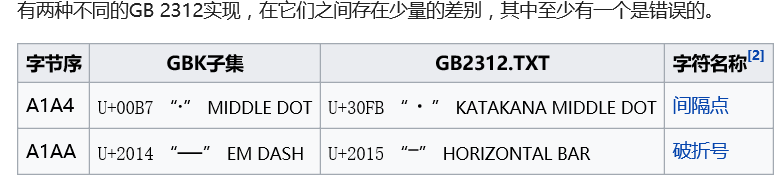 有两种不同的GB 2312实现，在它们之间存在少量的差别，其中至少有一个是错误的。
字节序 GBK子集 GB2312.TXT 字符名称[2]
A1A4 U+00B7 “·” MIDDLE DOT U+30FB “・” KATAKANA MIDDLE DOT 间隔点
A1AA U+2014 “—” EM DASH U+2015 “―” HORIZONTAL BAR 破折号